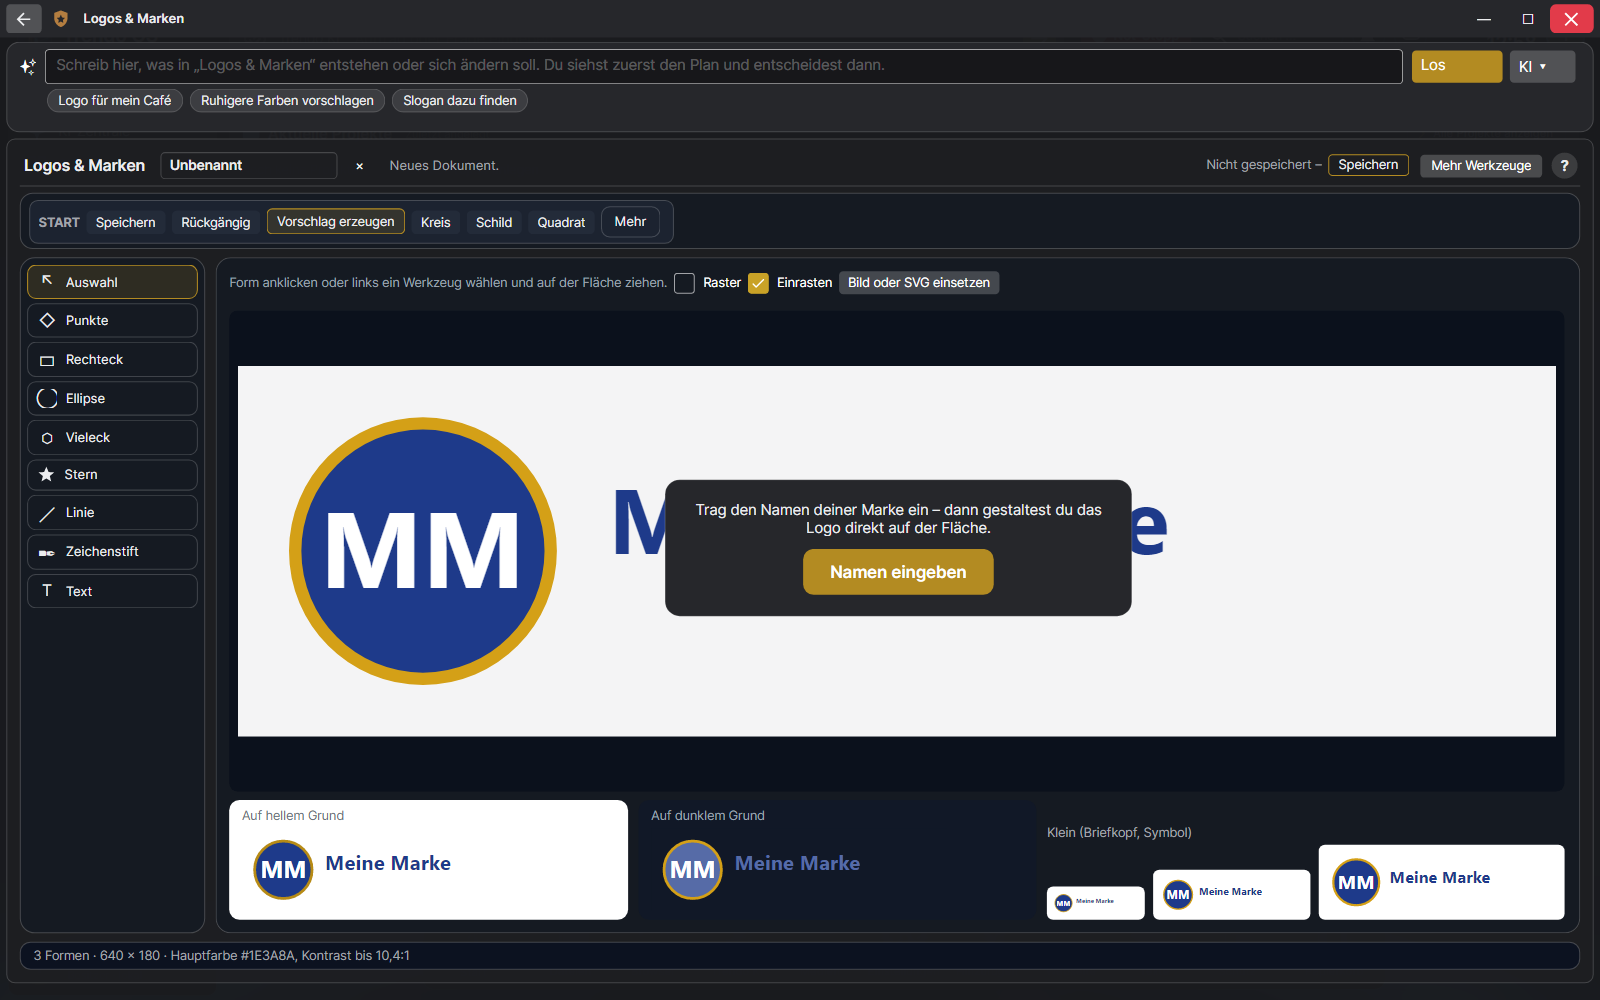 Logos & Marken
Schreib hier, was in „Logos & Marken“ entstehen oder sich ändern soll. Du siehst zuerst den Plan und entscheidest dann.
Los
KI
Logo für mein Café
Ruhigere Farben vorschlagen
Slogan dazu finden
Logos & Marken
Unbenannt
×
Neues Dokument.
Nicht gespeichert –
Speichern
Mehr Werkzeuge
?
START
Speichern
Rückgängig
Vorschlag erzeugen
Kreis
Schild
Quadrat
Mehr
Auswahl
Punkte
Rechteck
Ellipse
Vieleck
Stern
Linie
Zeichenstift
T Text
Form anklicken oder links ein Werkzeug wählen und auf der Fläche ziehen.
Raster
Einrasten
Bild oder SVG einsetzen
MM
M
e
Trag den Namen deiner Marke ein – dann gestaltest du das
Logo direkt auf der Fläche.
Namen eingeben
Auf hellem Grund
MM Meine Marke
Auf dunklem Grund
MM Meine Marke
Klein (Briefkopf, Symbol)
MM Meine Marke
MM Meine Marke
MM Meine Marke
3 Formen · 640 × 180 · Hauptfarbe #1E3A8A, Kontrast bis 10,4:1